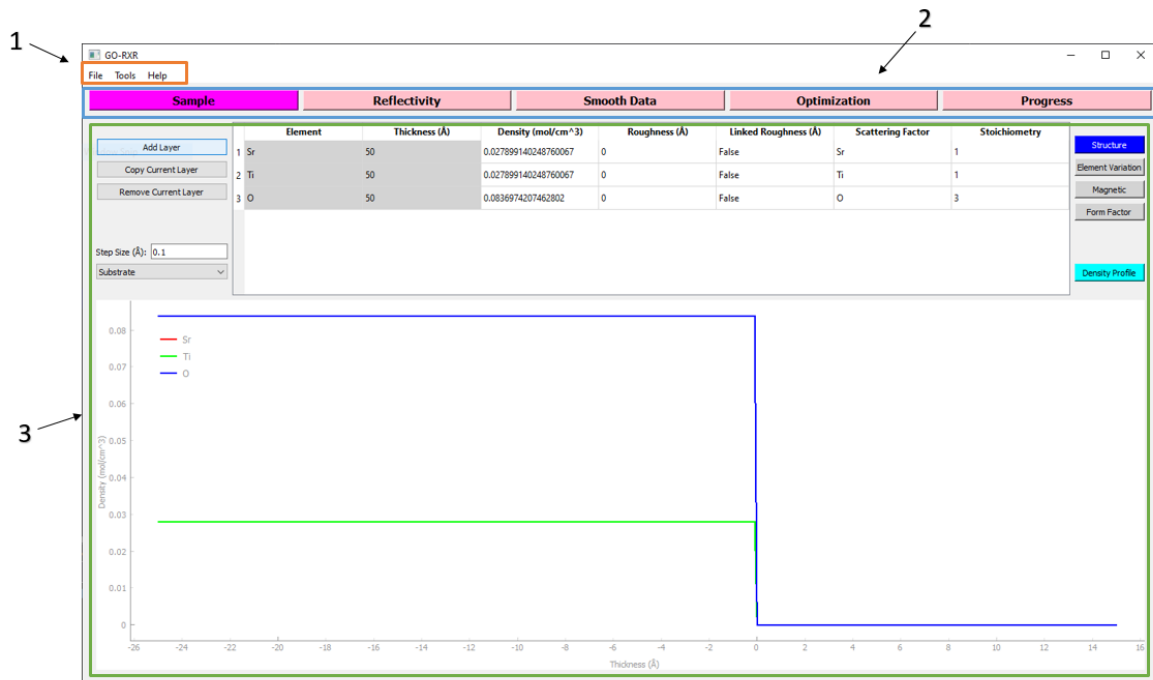 2
1
GO-RXR
File Tools Help
Sample Reflectivity Smooth Data Optimization Progress
Element Thickness (Å) Density (mol/cm^3) Roughness (Å) Linked Roughness (Å) Scattering Factor Stoichiometry
Add Layer
Copy Current Layer
Remove Current Layer
Step Size (Å): 0.1
Substrate
1 Sr 50 0.027899140248760067 0 False Sr 1
2 Ti 50 0.027899140248760067 0 False Ti 1
3 O 50 0.0836974207462802 0 False O 3
Structure
Element Variation
Magnetic
Form Factor
Density Profile
3
Density (mol/cm^3)
0.08
0.07
0.06
0.05
0.04
0.03
0.02
0.01
0
Sr
Ti
O
-26 -24 -22 -20 -18 -16 -14 -12 -10 -8 -6 -4 -2 0 2 4 6 8 10 12 14 16
Thickness (Å)